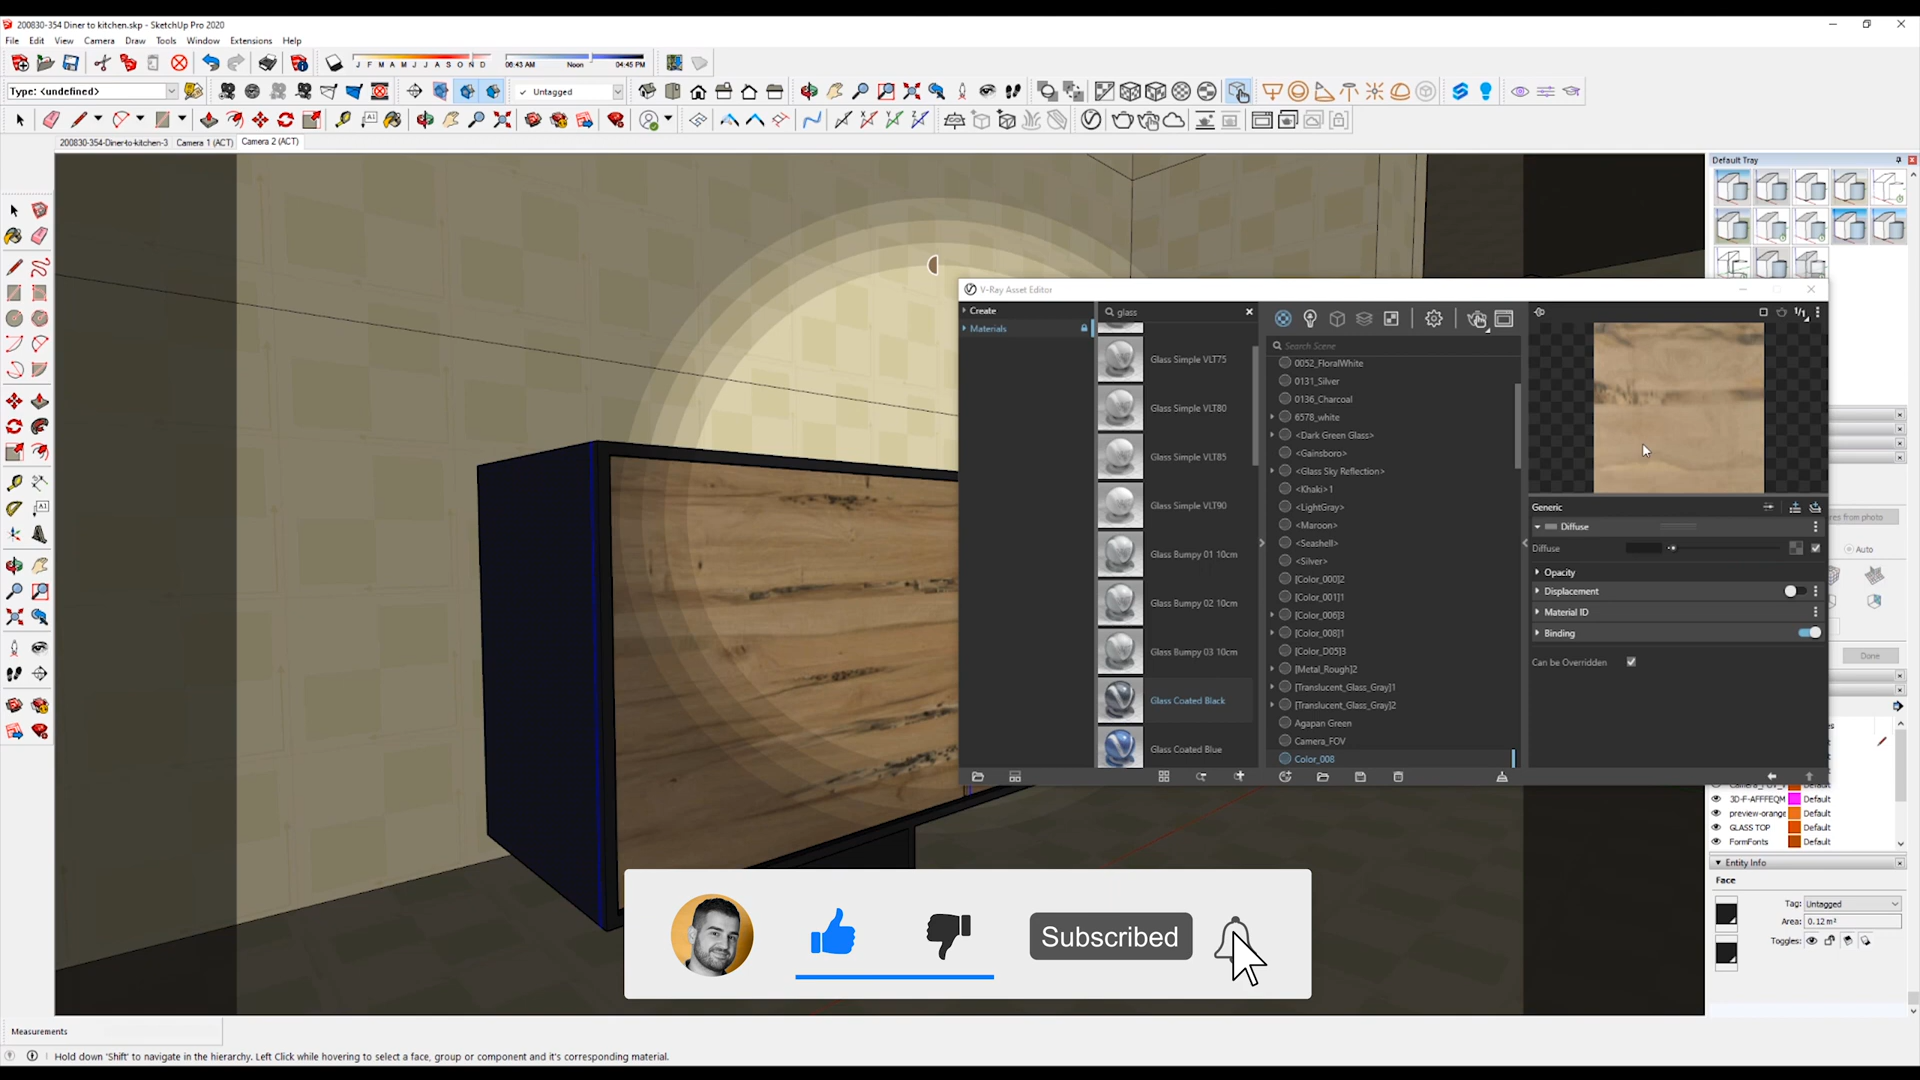 200830-354 Diner to kitchen.skp - SketchUp Pro 2020
File Edit View Camera Draw Tools Window Extensions Help
J F M A M J J A S O N D 06:43 AM Noon 04:45 PM
Type: <undefined>
Untagged
200830-354-Diner-to-kitchen-3 Camera 1 (ACT) Camera 2 (ACT)
Default Tray
V-Ray Asset Editor
Create
Materials
glass
Glass Simple VLT75
Glass Simple VLT80
Glass Simple VLT85
Glass Simple VLT90
Glass Bumpy 01 10cm
Glass Bumpy 02 10cm
Glass Bumpy 03 10cm
Glass Coated Black
Glass Coated Blue
Search Scene
0052_FloralWhite
0131_Silver
0136_Charcoal
6578_white
<Dark Green Glass>
<Gainsboro>
<Glass Sky Reflection>
<Khaki>1
<LightGray>
<Maroon>
<Seashell>
<Silver>
[Color_000]2
[Color_001]1
[Color_006]3
[Color_008]1
[Color_D05]3
[Metal_Rough]2
[Translucent_Glass_Gray]1
[Translucent_Glass_Gray]2
Agapan Green
Camera_FOV
Color_008
1/1
Generic
Diffuse
Diffuse
Opacity
Displacement
Material ID
Binding
Can be Overridden
res from photo
Auto
Done
3D-F-AFFFEQM Default
preview-orange Default
GLASS TOP Default
FormFonts Default
Entity Info
Face
Tag: Untagged
Area: 0.12 m²
Toggles:
Subscribed
Measurements
Hold down 'Shift' to navigate in the hierarchy. Left Click while hovering to select a face, group or component and it's corresponding material.